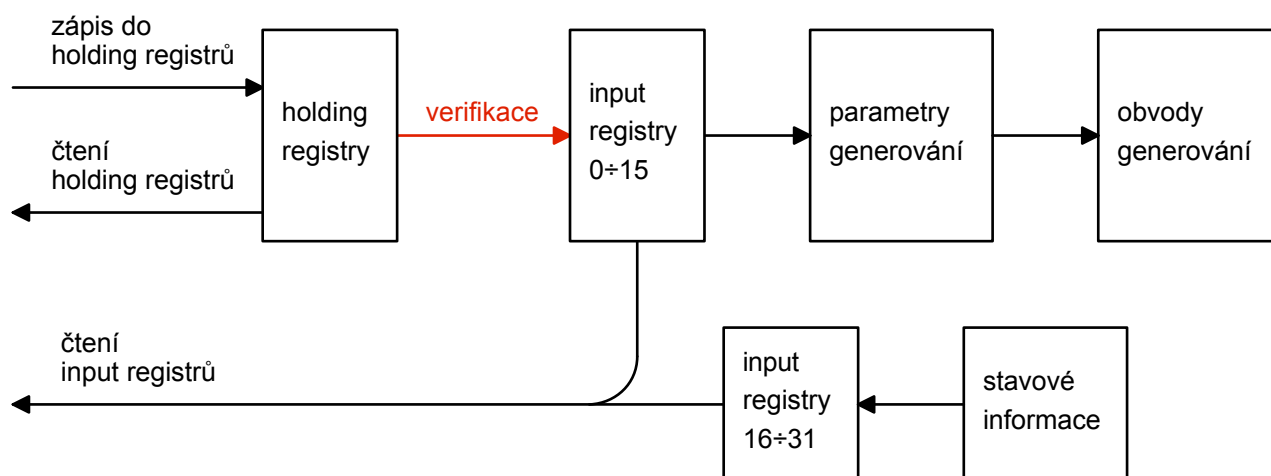 zápis do
holding registrů
holding
registry
verifikace
input
registry
0÷15
parametry
generování
obvody
generování
čtení
holding registrů
čtení
input registrů
input
registry
16÷31
stavové
informace